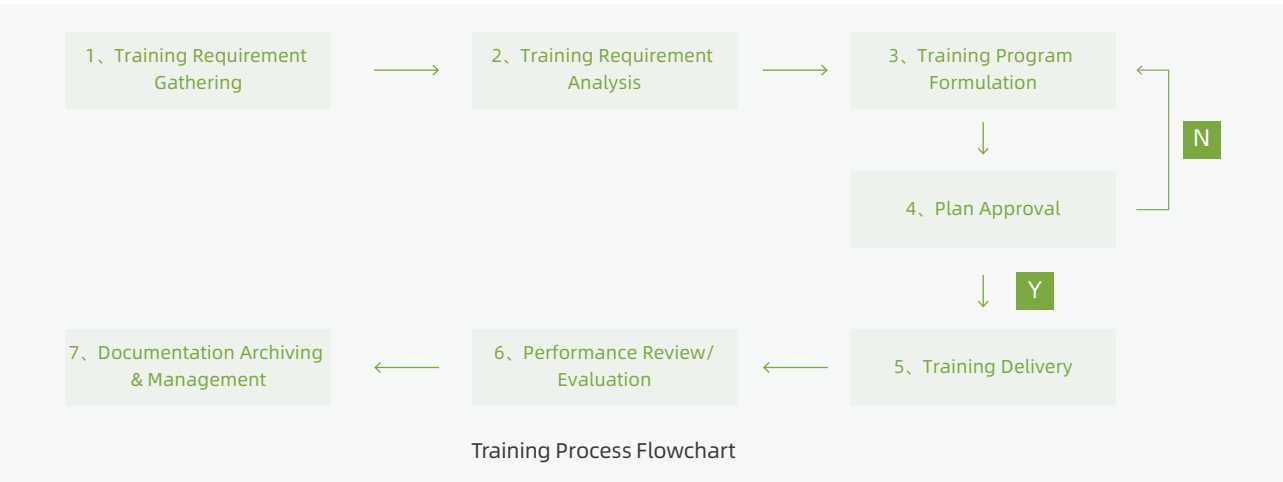 1、Training Requirement
Gathering
2、Training Requirement
Analysis
3、Training Program
Formulation
N
4、Plan Approval
Y
5、Training Delivery
6、Performance Review/
Evaluation
7、Documentation Archiving
& Management
Training Process Flowchart